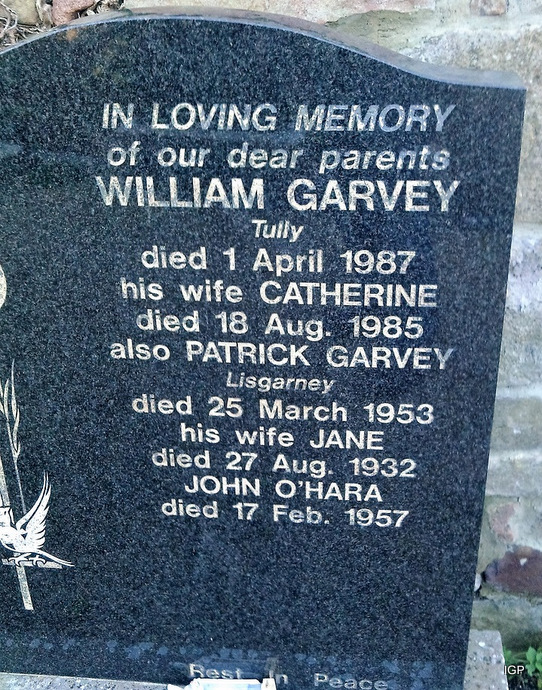 IN LOVING MEMORY
of our dear parents
WILLIAM GARVEY
Tully
died 1 April 1987
his wife CATHERINE
died 18 Aug. 1985
also PATRICK GARVEY
Lisgarney
died 25 March 1953
his wife JANE
died 27 Aug. 1932
JOHN O'HARA
died 17 Feb. 1957
Rest in Peace
IGP